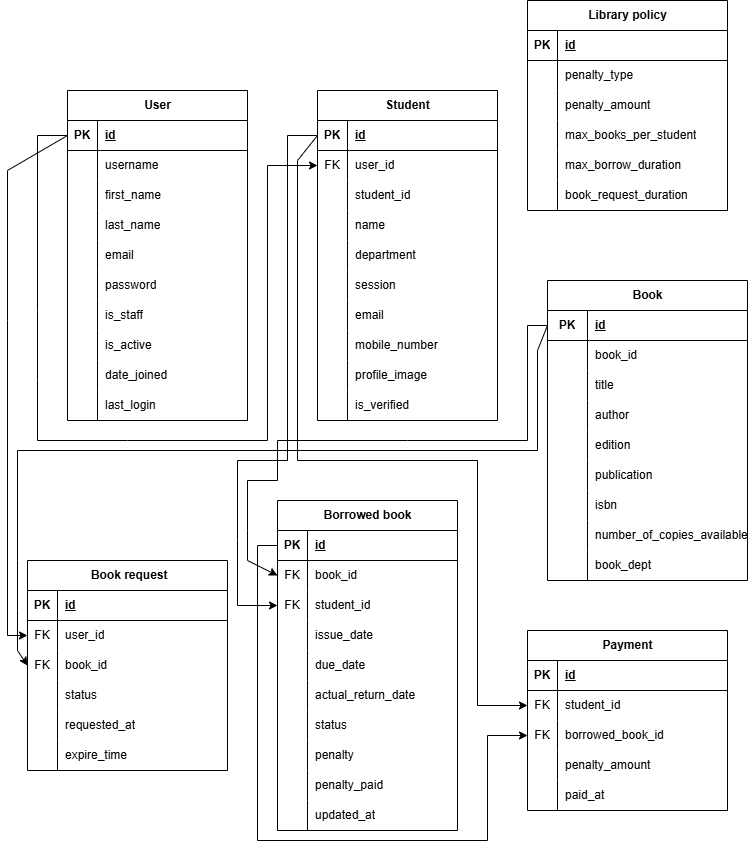 Library policy
PK id
penalty_type
penalty_amount
max_books_per_student
max_borrow_duration
book_request_duration
User
PK id
username
first_name
last_name
email
password
is_staff
is_active
date_joined
last_login
Student
PK id
FK user_id
student_id
name
department
session
email
mobile_number
profile_image
is_verified
Book
PK id
book_id
title
author
edition
publication
isbn
number_of_copies_available
book_dept
Borrowed book
PK id
FK book_id
FK student_id
issue_date
due_date
actual_return_date
status
penalty
penalty_paid
updated_at
Book request
PK id
FK user_id
FK book_id
status
requested_at
expire_time
Payment
PK id
FK student_id
FK borrowed_book_id
penalty_amount
paid_at